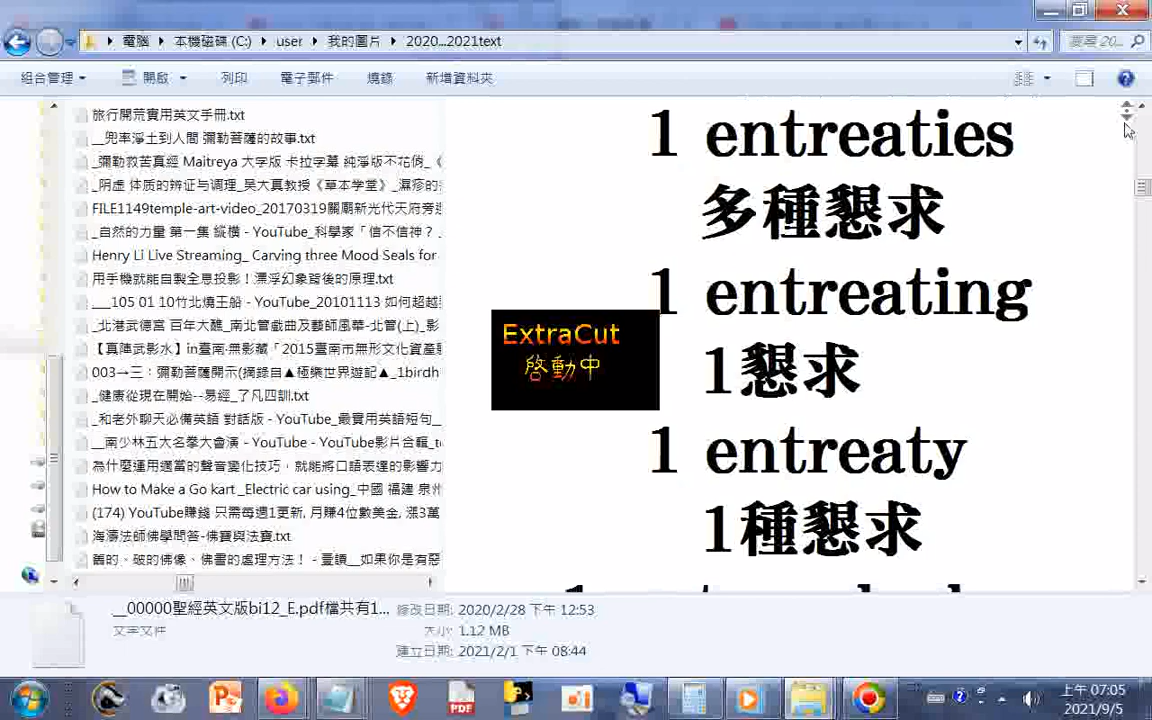 電腦 本機磁碟 (C:) user 我的圖片 2020...2021text
組合管理 開啟 列印 電子郵件 燒錄 新增資料夾
旅行開荒實用英文手冊.txt
__兜率淨土到人間 彌勒菩薩的故事.txt
_彌勒救苦真經 Maitreya 大字版 卡拉字幕 純淨版不花俏_《
_阴虚 体质的辨证与调理_吴大真教授《草本学堂》_濕疹的
FILE1149temple-art-video_20170319關廟新光代天府旁邊
_自然的力量 第一集 縱橫 - YouTube_科學家「信不信神？
Henry Li Live Streaming_ Carving three Mood Seals for
用手機就能自製全息投影！漂浮幻象背後的原理.txt
___105 01 10竹北燒王船 - YouTube_20101113 如何超越
_北港武德宮 百年大醮_南北管戲曲及藝師風華-北管(上)_影
【真陣武影水】in臺南-無影藏「2015臺南市無形文化資產
003→三：彌勒菩薩開示(摘錄自▲極樂世界遊記▲_1birdh
_健康從現在開始--易經_了凡四訓.txt
_和老外聊天必備英語 對話版 - YouTube_最實用英語短句_
__南少林五大名拳大會演 - YouTube - YouTube影片合輯_
為什麼運用適當的聲音變化技巧，就能將口語表達的影響力
How to Make a Go kart _Electric car using_中國 福建 泉州
(174) YouTube賺錢 只需每週1更新, 月賺4位數美金, 漲3萬
海濤法師佛學問答-佛寶與法寶.txt
舊的、破的佛像、佛書的處理方法！ - 壹讀__如果你是有惡
1 entreaties
多種懇求
1 entreating
1懇求
1 entreaty
1種懇求
ExtraCut
啓動中
__00000聖經英文版bi12_E.pdf檔共有1... 修改日期: 2020/2/28 下午 12:53
文字文件 大小: 1.12 MB
建立日期: 2021/2/1 下午 08:44
上午 07:05
2021/9/5